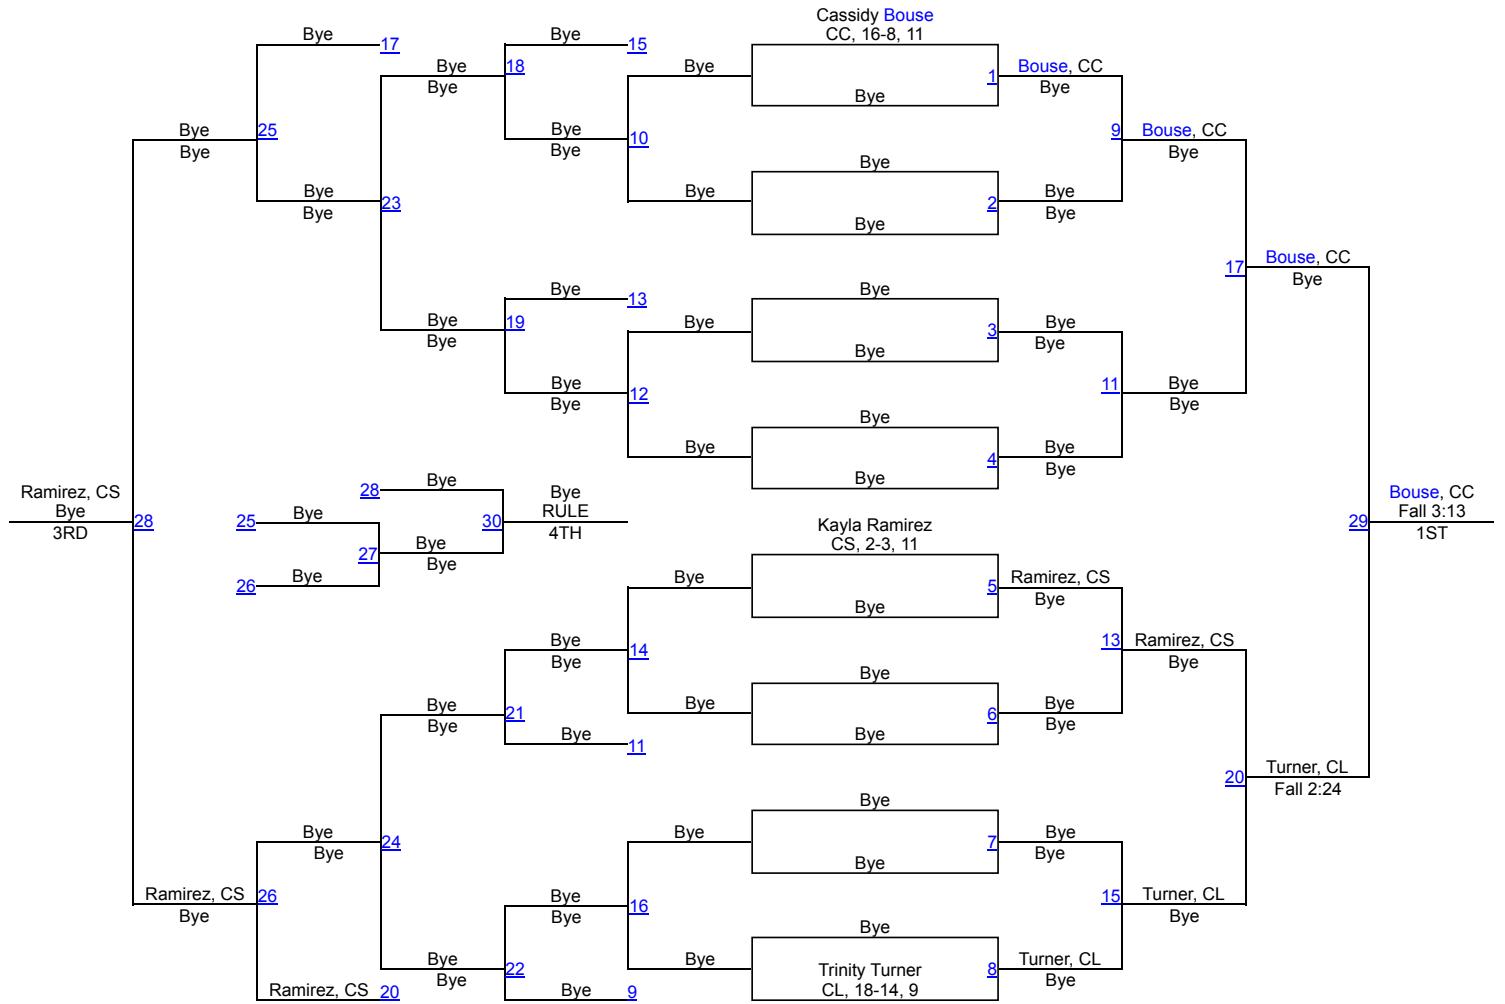 Cassidy Bouse
CC, 16-8, 11
Bye
17
Bye
15
18
Bye
Bye
Bye
1
Bouse, CC
Bye
Bye
25
Bye
Bye
Bye
Bye
10
Bye
9
Bouse, CC
Bye
Bye
Bye
Bye
23
Bye
2
Bye
Bye
Bye
17
Bouse, CC
Bye
Bye
13
Bye
Bye
Bye
19
Bye
3
Bye
Bye
Bye
Bye
Bye
12
11
Bye
Bye
Bye
Bye
4
Bye
Bye
Bye
Ramirez, CS
Bye
3RD
28
28
Bye
25
Bye
27
26
Bye
Bye
Bye
30
Bye
RULE
4TH
29
Bouse, CC
Fall 3:13
1ST
Kayla Ramirez
CS, 2-3, 11
Bye
5
Ramirez, CS
Bye
Bye
Bye
Bye
14
13
Ramirez, CS
Bye
Bye
Bye
Bye
21
Bye
6
Bye
Bye
Bye
Bye
11
20
Turner, CL
Fall 2:24
Bye
Bye
Bye
24
Bye
Bye
7
Bye
Bye
Ramirez, CS
Bye
26
Bye
Bye
16
15
Turner, CL
Bye
Bye
Bye
Bye
22
Bye
Trinity Turner
CL, 18-14, 9
8
Turner, CL
Bye
Ramirez, CS
20
Bye
9